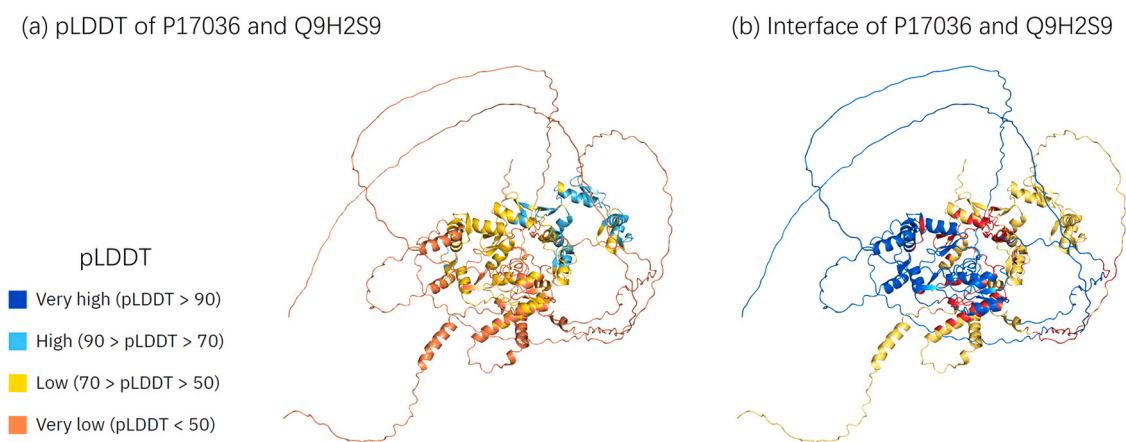 (a) pLDDT of P17036 and Q9H2S9
(b) Interface of P17036 and Q9H2S9
pLDDT
Very high (pLDDT > 90)
High (90 > pLDDT > 70)
Low (70 > pLDDT > 50)
Very low (pLDDT < 50)